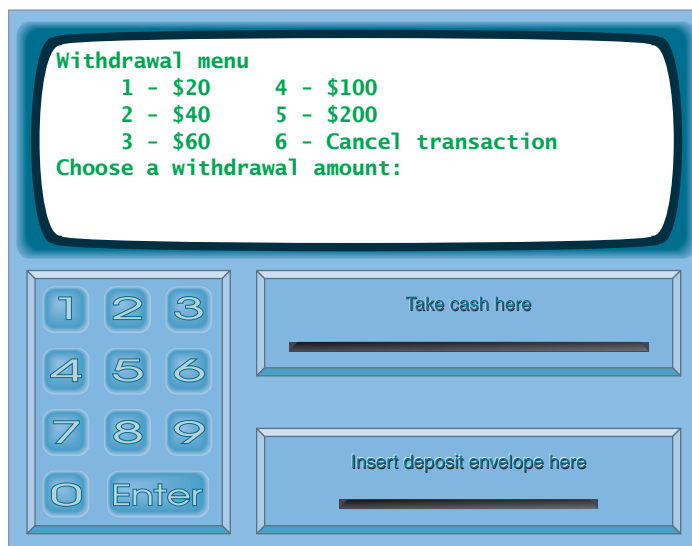 Withdrawal menu
1 - $20 4 - $100
2 - $40 5 - $200
3 - $60 6 - Cancel transaction
Choose a withdrawal amount:
1 2 3
4 5 6
7 8 9
0 Enter
Take cash here
Insert deposit envelope here